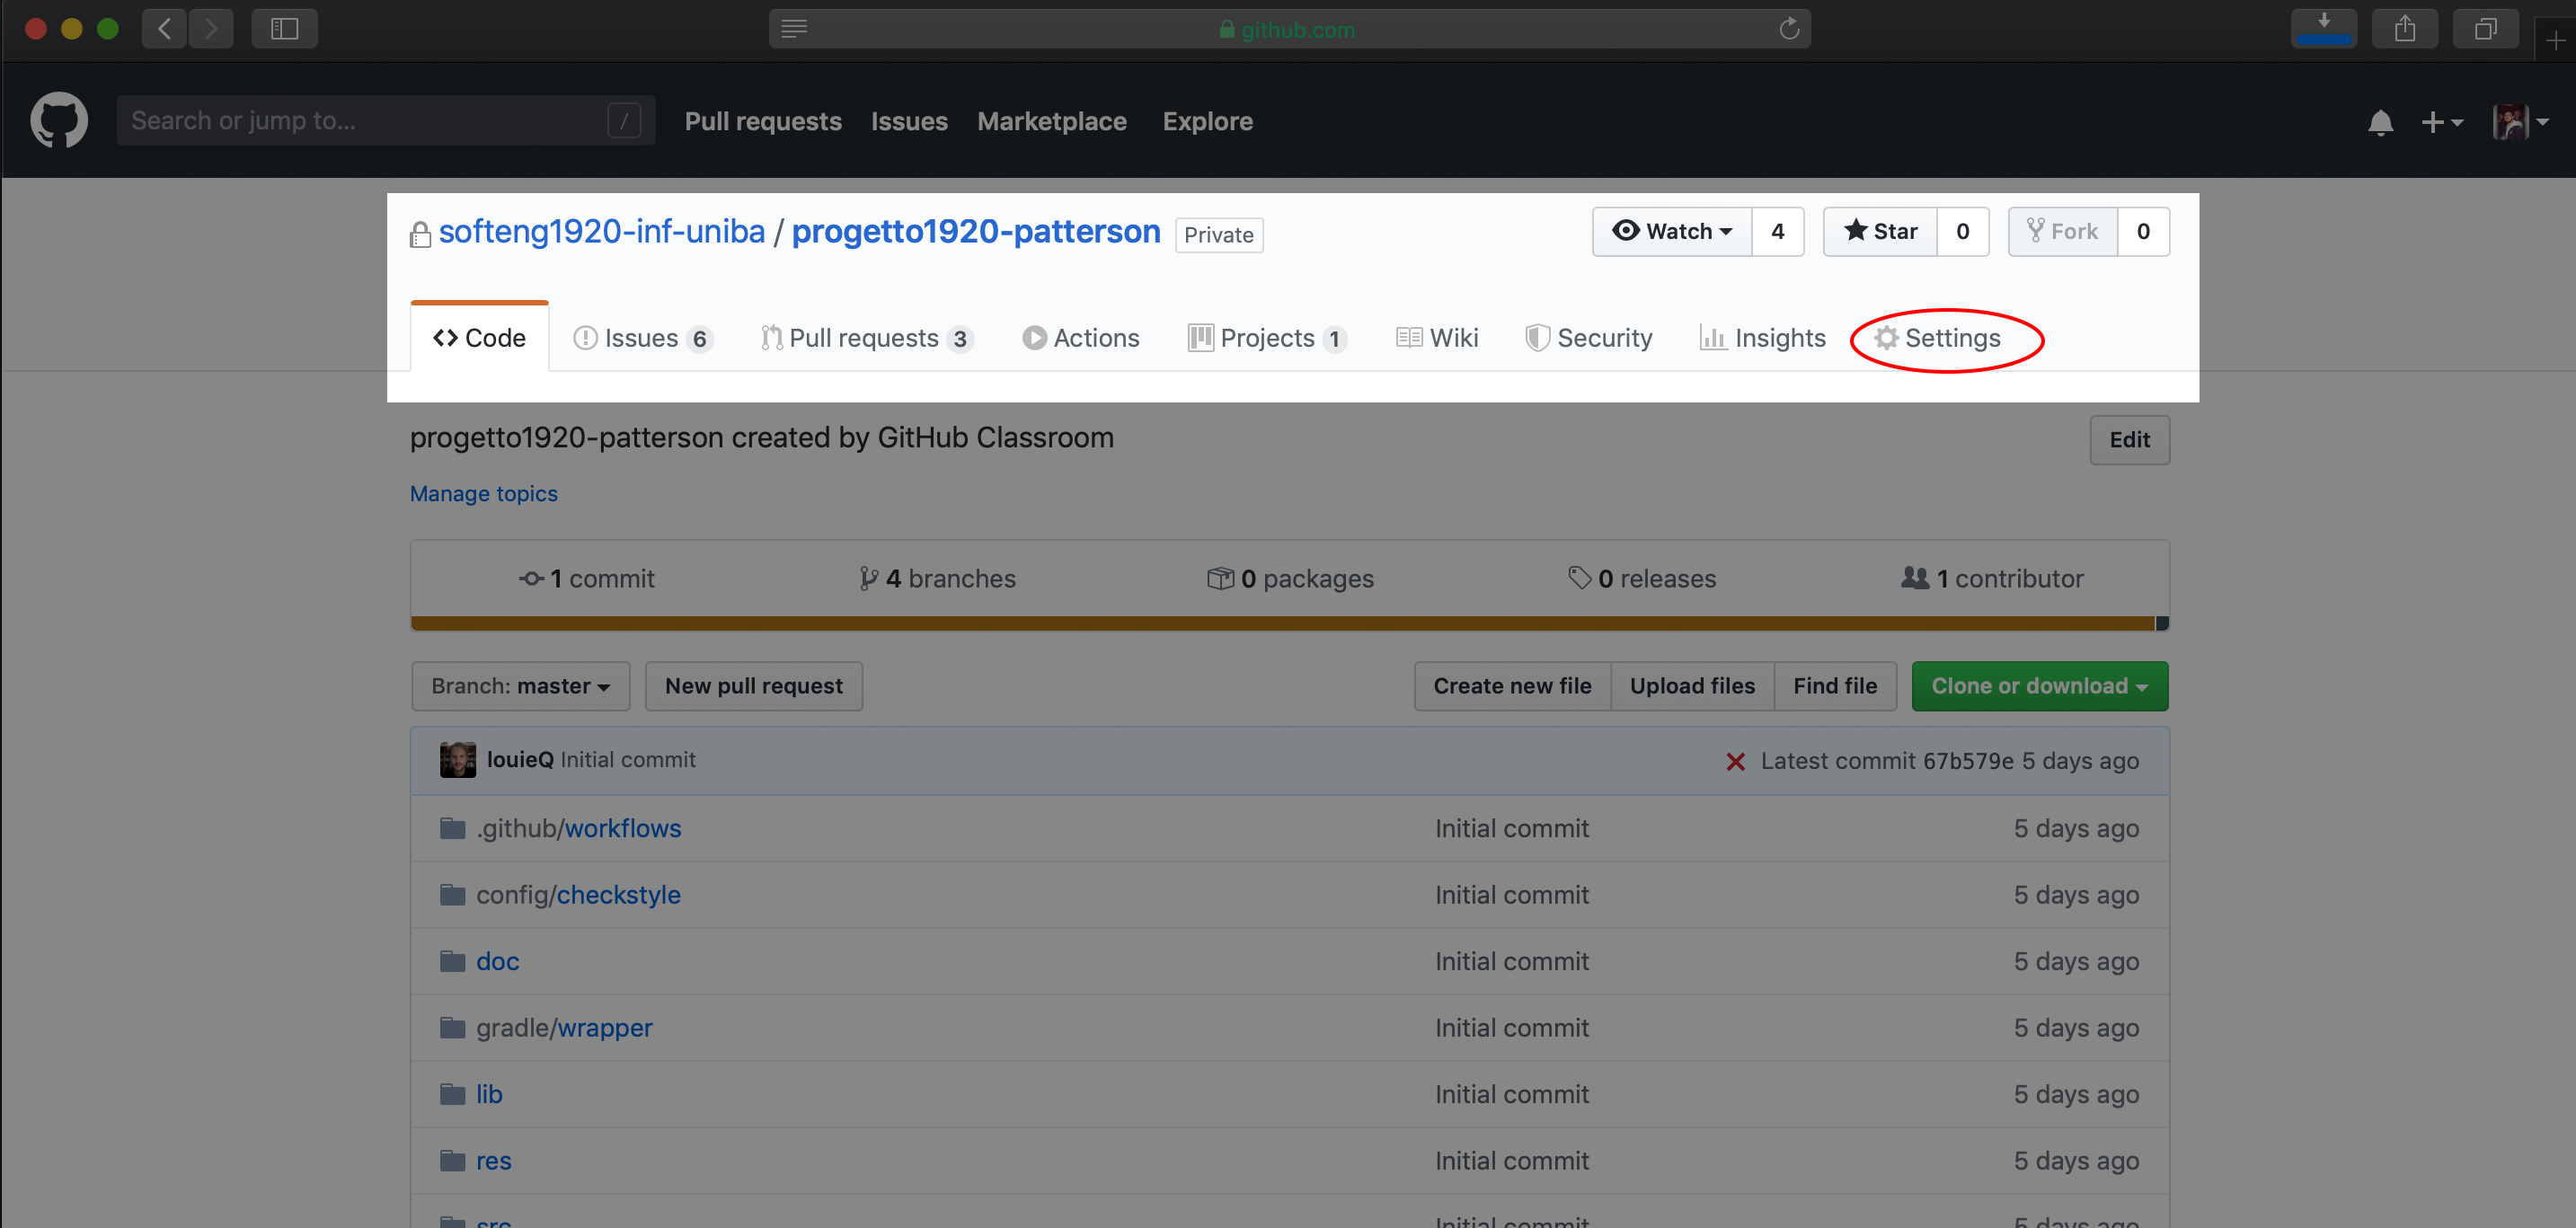 github.com
Search or jump to... /
Pull requests Issues Marketplace Explore
softeng1920-inf-uniba / progetto1920-patterson Private
Watch 4 Star 0 Fork 0
Code Issues 6 Pull requests 3 Actions Projects 1 Wiki Security Insights Settings
progetto1920-patterson created by GitHub Classroom
Edit
Manage topics
1 commit 4 branches 0 packages 0 releases 1 contributor
Branch: master New pull request Create new file Upload files Find file Clone or download
louieQ Initial commit Latest commit 67b579e 5 days ago
.github/workflows Initial commit 5 days ago
config/checkstyle Initial commit 5 days ago
doc Initial commit 5 days ago
gradle/wrapper Initial commit 5 days ago
lib Initial commit 5 days ago
res Initial commit 5 days ago
src Initial commit 5 days ago